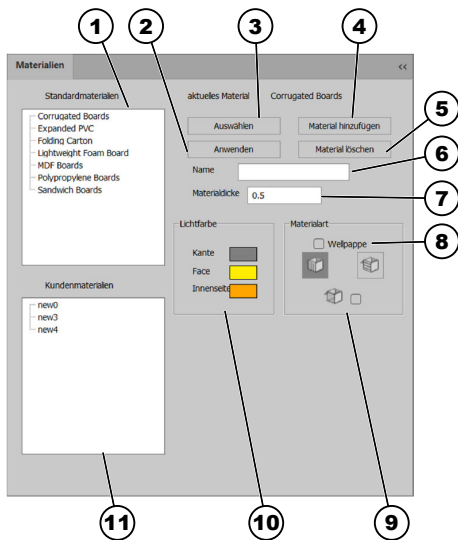 1
3
4
Materialien
<<
Standardmaterialien
aktuelles Material
Corrugated Boards
5
2
Corrugated Boards
Expanded PVC
Folding Carton
Lightweight Foam Board
MDF Boards
Polypropylene Boards
Sandwich Boards
Auswählen
Material hinzufügen
Anwenden
Material löschen
6
Name
Materialdicke
0.5
7
Lichtfarbe
Materialart
Wellpappe
8
Kante
Face
Innenseite
Kundenmaterialien
new0
new3
new4
11
10
9